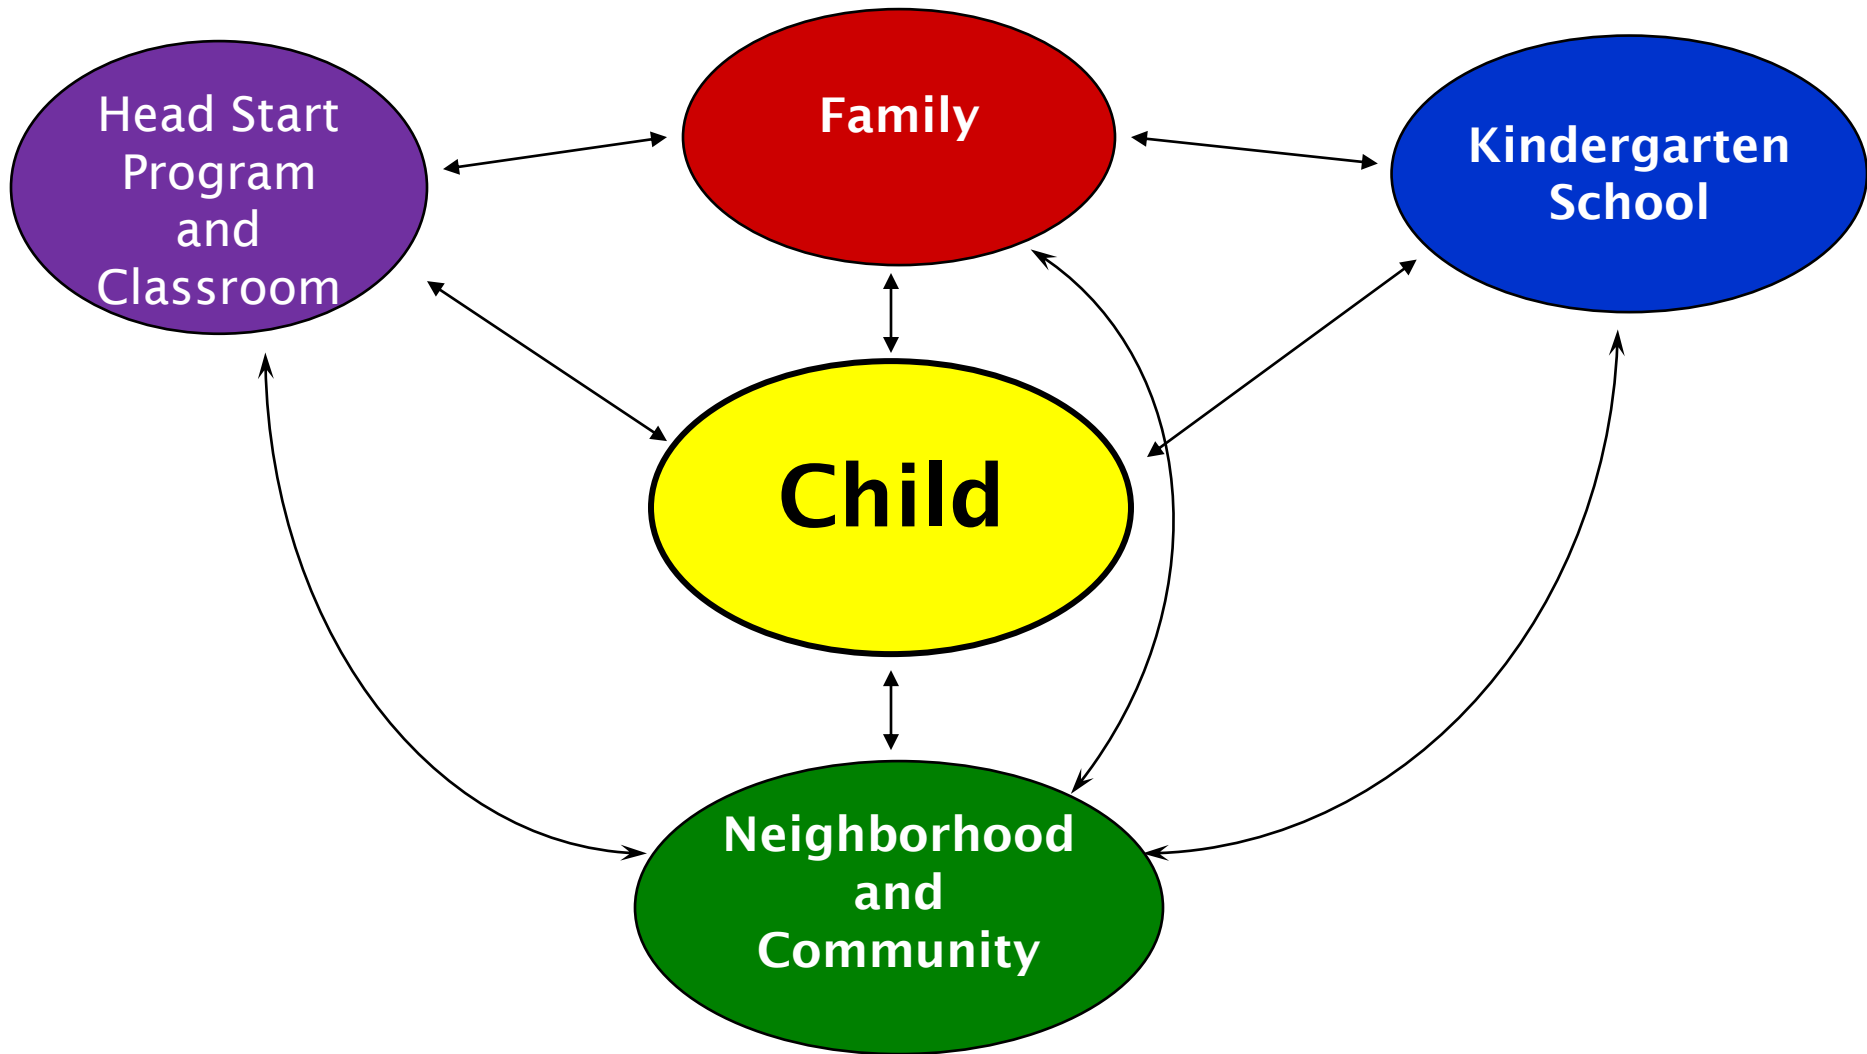 Head Start
Program
and
Classroom
Family
Kindergarten
School
Child
Neighborhood
and
Community